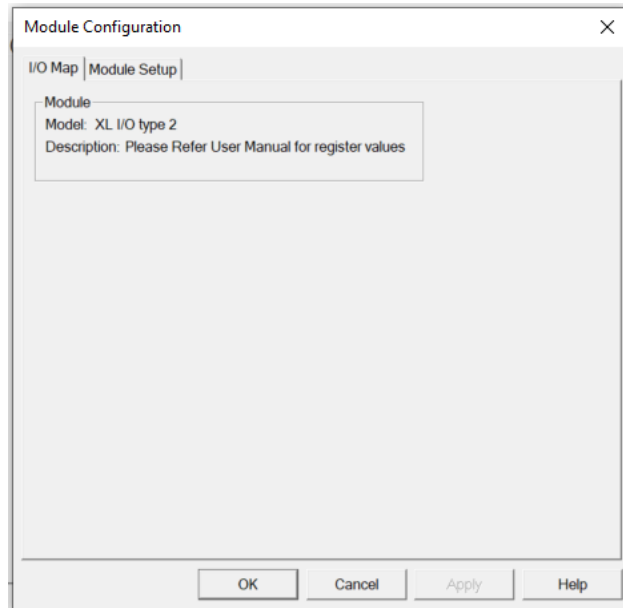 Module Configuration
I/O Map
Module Setup
Module
Model: XL I/O type 2
Description: Please Refer User Manual for register values
OK
Cancel
Apply
Help